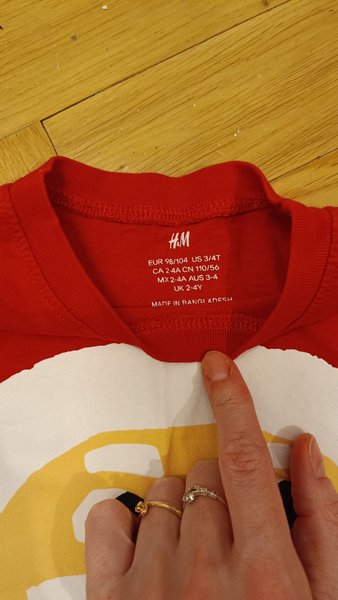 H&M
EUR 98/104 US 3/4T
CA 2-4A CN 110/56
MX 2-4A AUS 3-4
UK 2-4Y
MADE IN BANGLADESH